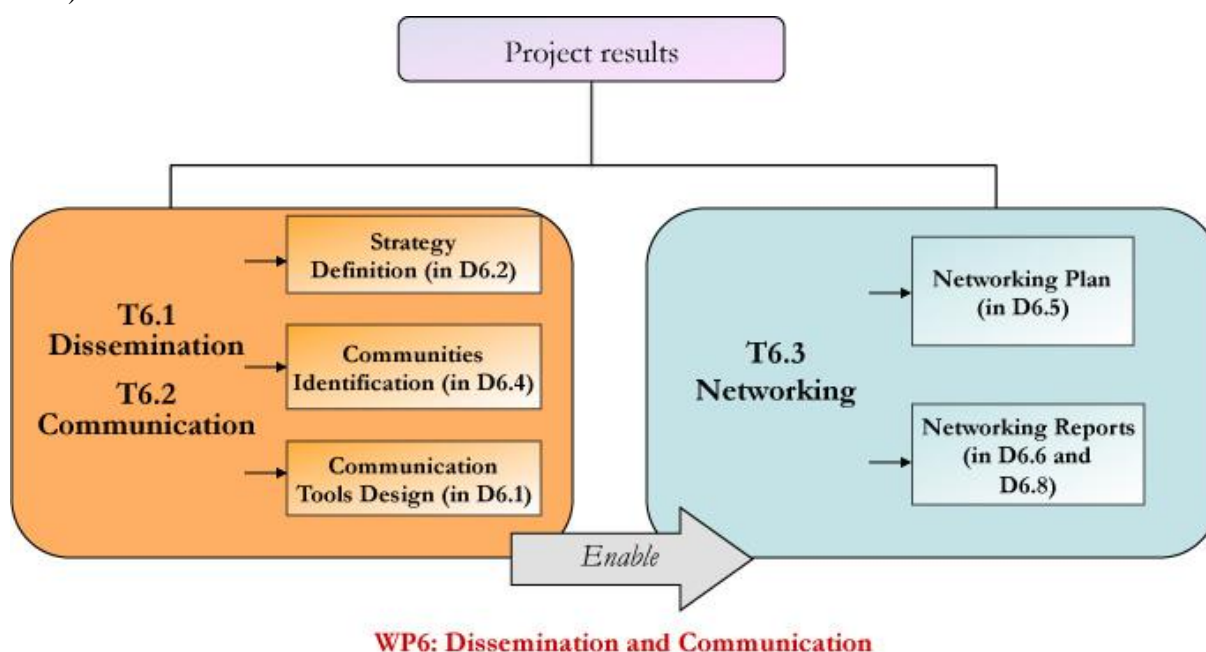 Project results
T6.1
Dissemination
T6.2
Communication
Strategy
Definition (in D6.2)
Communities
Identification (in D6.4)
Communication
Tools Design (in D6.1)
T6.3
Networking
Networking Plan
(in D6.5)
Networking Reports
(in D6.6 and
D6.8)
Enable
WP6: Dissemination and Communication